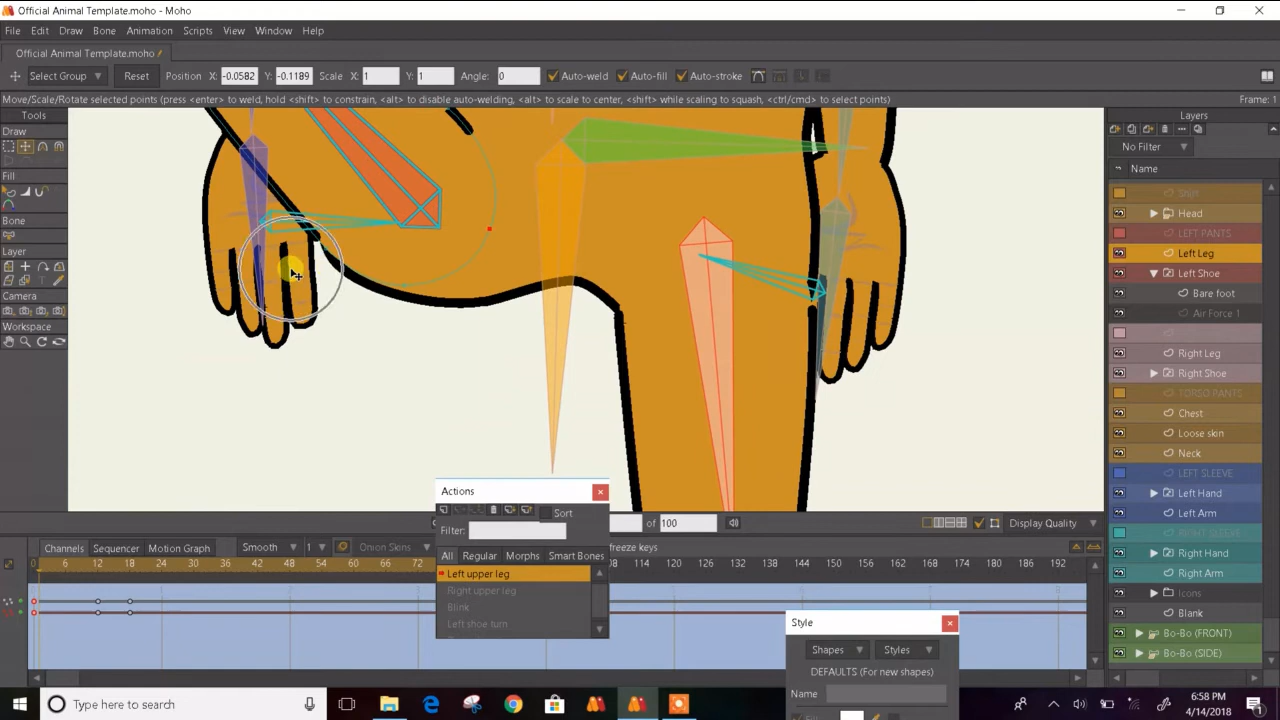 Official Animal Template.moho - Moho
File Edit Draw Bone Animation Scripts View Window Help
Official Animal Template.moho
Select Group Reset Position X: -0.0582 Y: -0.1189 Scale X: 1 Y: 1 Angle: 0 Auto-weld Auto-fill Auto-stroke
Move/Scale/Rotate selected points (press <enter> to weld, hold <shift> to constrain, <alt> to disable auto-welding, <alt> to scale to center, <shift> while scaling to squash, <ctrl/cmd> to select points) Frame: 1
Tools
Draw
Fill
Bone
Layer
Camera
Workspace
Layers
No Filter
Name
Shirt
Head
LEFT PANTS
Left Leg
Left Shoe
Bare foot
Air Force 1
Right Leg
Right Shoe
TORSO PANTS
Chest
Loose skin
Neck
LEFT SLEEVE
Left Hand
Left Arm
RIGHT SLEEVE
Right Hand
Right Arm
Icons
Blank
Bo-Bo (FRONT)
Bo-Bo (SIDE)
Actions
Sort
Filter:
All Regular Morphs Smart Bones
Left upper leg
Right upper leg
Blink
Left shoe turn
of 100 Display Quality
Channels Sequencer Motion Graph Smooth 1 Onion Skins freeze keys
6 12 18 24 30 36 42 48 54 60 66 72 108 114 120 126 132 138 144 150 156 162 168 174 180 186 192
Style
Shapes Styles
DEFAULTS (For new shapes)
Name
Fill
Type here to search
6:58 PM
4/14/2018